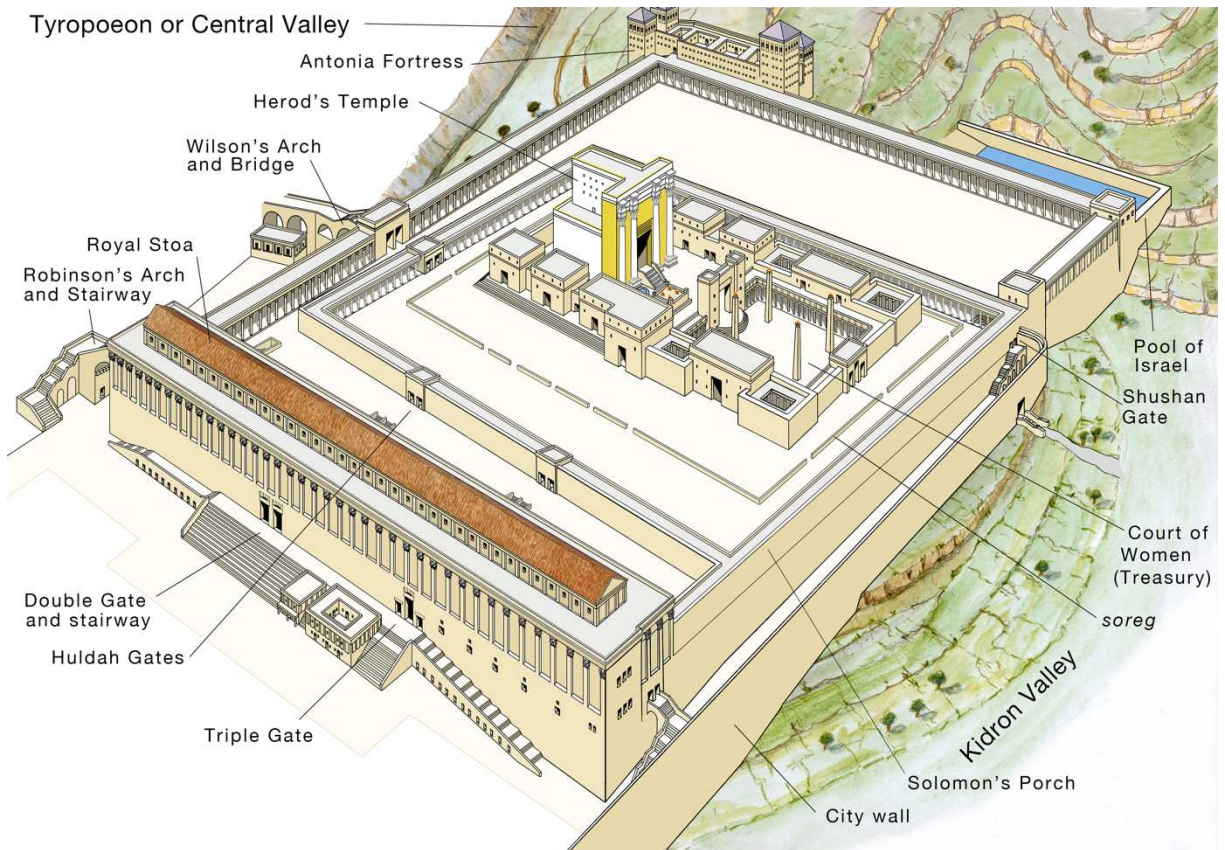 Tyropoeon or Central Valley
Antonia Fortress
Herod's Temple
Wilson's Arch
and Bridge
Royal Stoa
Robinson's Arch
and Stairway
Pool of
Israel
Shushan
Gate
Court of
Women
(Treasury)
soreg
Double Gate
and stairway
Huldah Gates
Triple Gate
Kidron Valley
Solomon's Porch
City wall